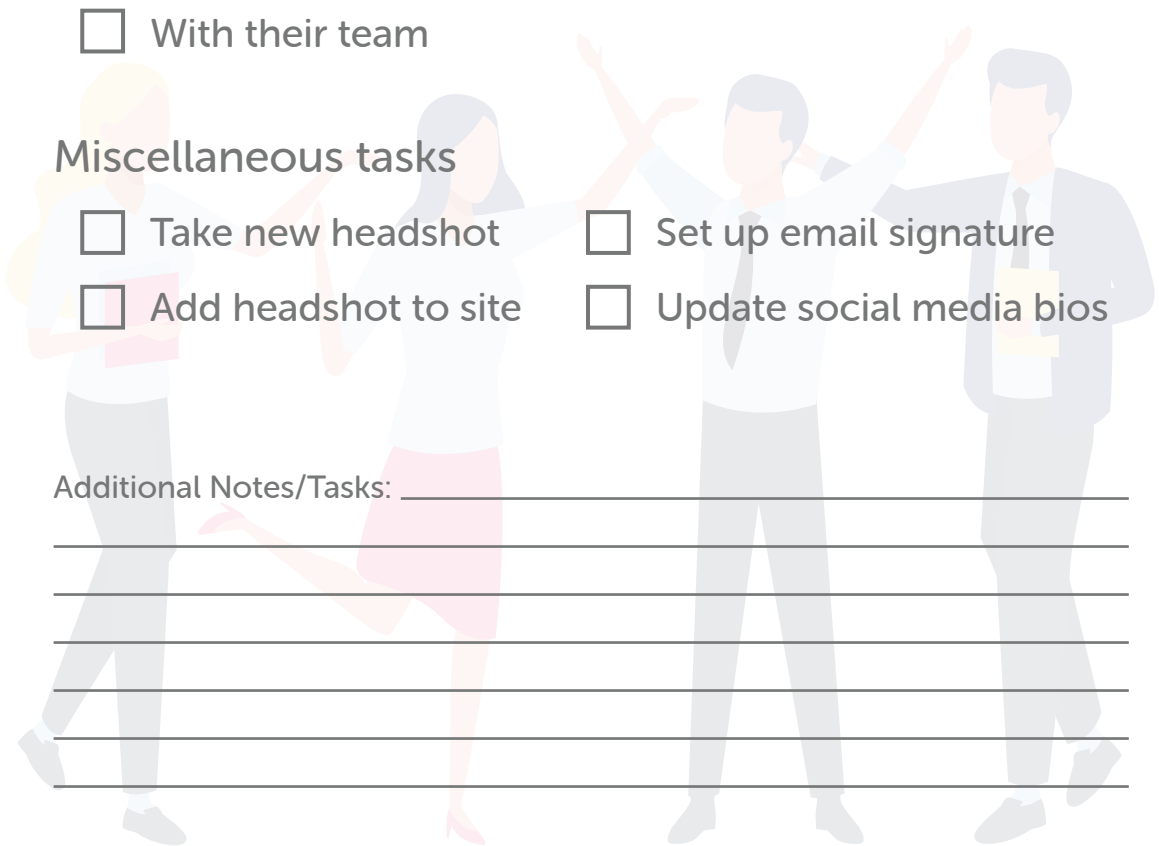 With their team
Miscellaneous tasks
Take new headshot
Set up email signature
Add headshot to site
Update social media bios
Additional Notes/Tasks: